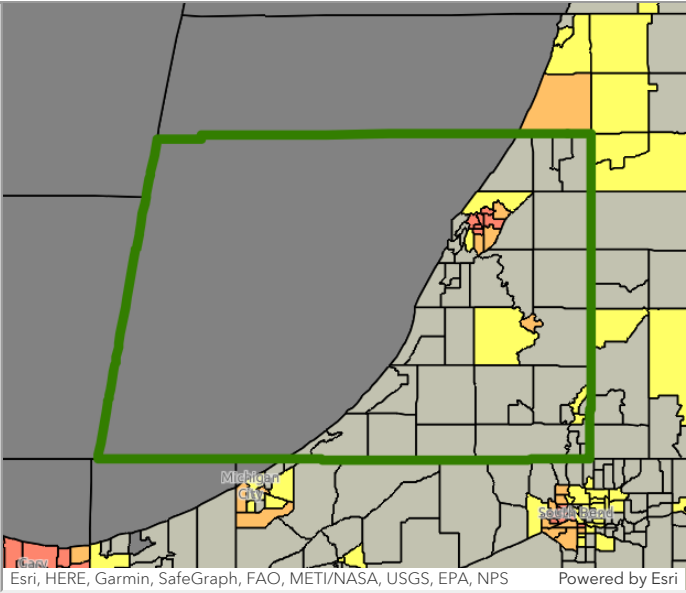 Michigan
City
South Bend
Gary
Esri, HERE, Garmin, SafeGraph, FAO, METI/NASA, USGS, EPA, NPS Powered by Esri